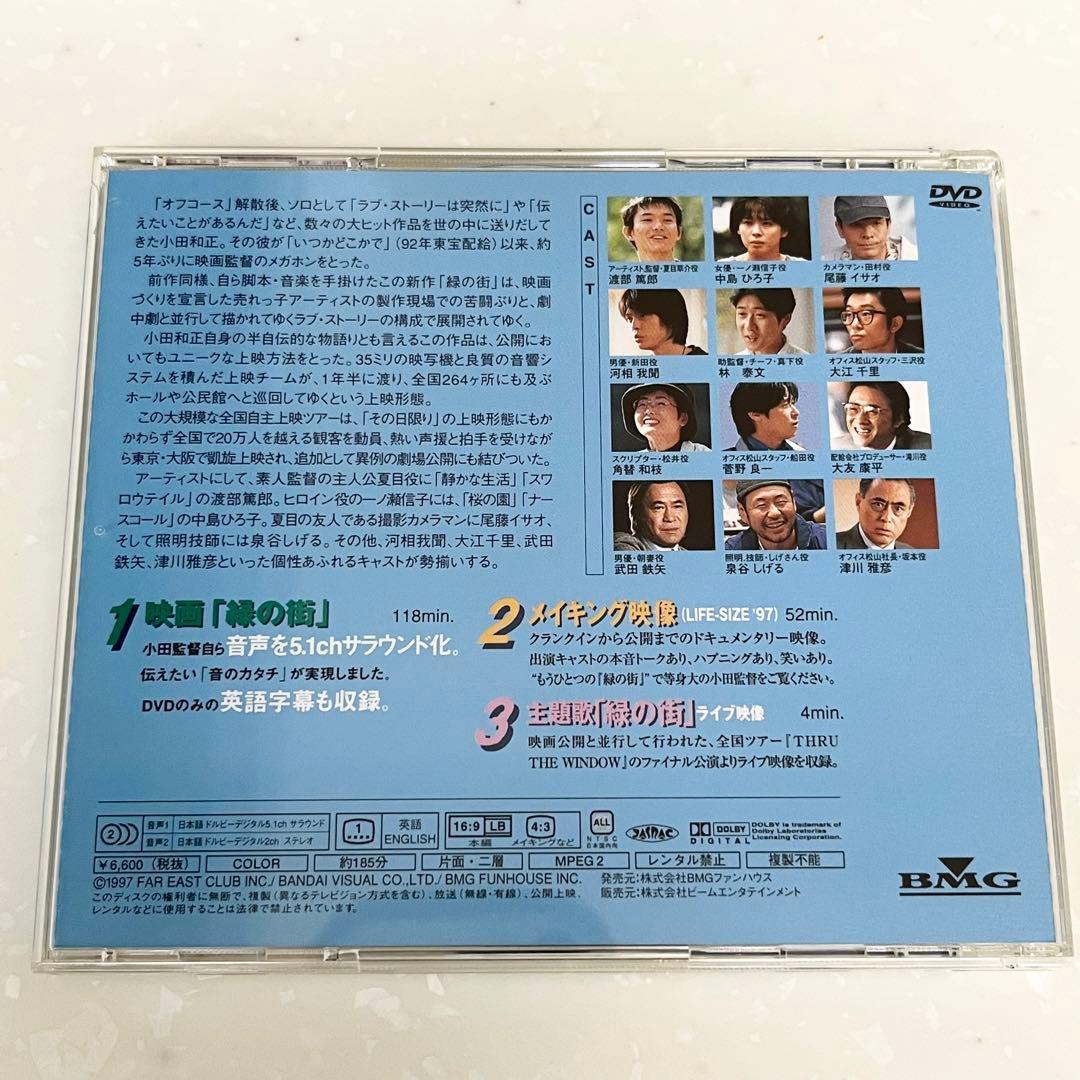 「オフコース」解散後、ソロとして「ラブ・ストーリーは突然に」や「伝
えたいことがあるんだ」など、数々の大ヒット作品を世の中に送りだして
きた小田和正。その彼が「いつかどこかで」(92年東宝配給)以来、約
5年ぶりに映画監督のメガホンをとった。
前作同様、自ら脚本・音楽を手掛けたこの新作「緑の街」は、映画
づくりを宣言した売れっ子アーティストの製作現場での苦闘ぶりと、劇
中劇と並行して描かれてゆくラブ・ストーリーの構成で展開されてゆく。
小田和正自身の半自伝的な物語りとも言えるこの作品は、公開に
おいてもユニークな上映方法をとった。35ミリの映写機と良質の音響シ
ステムを積んだ上映チームが、1年半に渡り、全国264ヶ所にも及ぶ
ホールや公民館へと巡回してゆくという上映形態。
この大規模な全国自主上映ツアーは、「その日限り」の上映形態にもか
かわらず全国で20万人を越える観客を動員、熱い声援と拍手を受けなが
ら東京・大阪で凱旋上映され、追加として異例の劇場公開にも結びついた。
アーティストにして、素人監督の主人公夏目役に「静かな生活」「スワ
ロウテイル」の渡部篤郎。ヒロイン役の一ノ瀬信子には、「桜の園」「ナー
スコール」の中島ひろ子。夏目の友人である撮影カメラマンに尾藤イサオ、
そして照明技師には泉谷しげる。その他、河相我聞、大江千里、武田
鉄矢、津川雅彦といった個性あふれるキャストが勢揃いする。
CAST
DVD
VIDEO
アーティスト、監督・夏目草介役
渡部 篤郎
女優・一ノ瀬信子役
中島 ひろ子
カメラマン・田村役
尾藤 イサオ
男優・新田役
河相 我聞
助監督・チーフ・真下役
林 泰文
オフィス松山スタッフ・三沢役
大江 千里
スクリプター・松井役
角替 和枝
オフィス松山スタッフ・船田役
菅野 良一
配給会社プロデューサー・滝川役
大友 康平
男優・朝妻役
武田 鉄矢
照明、技師・しげさん役
泉谷 しげる
オフィス松山社長・坂本役
津川 雅彦
1 映画「緑の街」 118min.
小田監督自ら音声を5.1chサラウンド化。
伝えたい「音のカタチ」が実現しました。
DVDのみの英語字幕も収録。
2 メイキング映像(LIFE-SIZE '97) 52min.
クランクインから公開までのドキュメンタリー映像。
出演キャストの本音トークあり、ハプニングあり、笑いあり。
“もうひとつの『緑の街』”で等身大の小田監督をご覧ください。
3 主題歌「緑の街」ライブ映像 4min.
映画公開と並行して行われた、全国ツアー『THRU
THE WINDOW』のファイナル公演よりライブ映像を収録。
2 音声1 日本語 ドルビーデジタル5.1ch サラウンド
音声2 日本語 ドルビーデジタル2ch ステレオ
1 英語 ENGLISH
16:9 LB 本編
4:3 メイキングなど
ALL NTSC 日本国内向
JASRAC
DOLBY DIGITAL
DOLBY is trademark of
Dolby Laboratories
Licensing Corporation.
¥6,600(税抜) COLOR 約185分 片面・二層 MPEG2 レンタル禁止 複製不能
©1997 FAR EAST CLUB INC./ BANDAI VISUAL CO.,LTD./ BMG FUNHOUSE INC.
発売元:株式会社BMGファンハウス
販売元:株式会社ビームエンタテインメント
このディスクの権利者に無断で、複製(異なるテレビジョン方式を含む)、放送(無線・有線)、公開上映、
レンタルなどに使用することは法律で禁止されています。
BMG